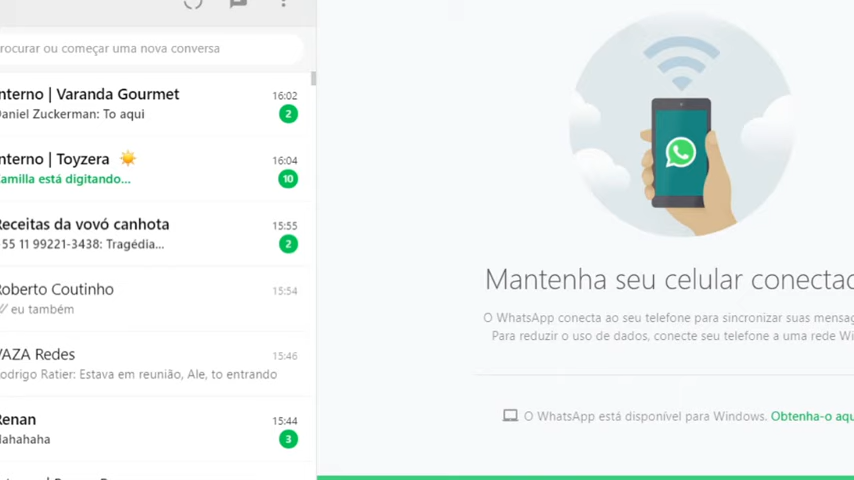 rocurar ou começar uma nova conversa
nterno | Varanda Gourmet
16:02
Daniel Zuckerman: To aqui
2
nterno | Toyzera
16:04
amilla está digitando...
10
Receitas da vovó canhota
15:55
55 11 99221-3438: Tragédia...
2
Roberto Coutinho
15:54
eu também
VAZA Redes
15:46
odrigo Ratier: Estava em reunião, Ale, to entrando
Renan
15:44
Hahahaha
3
Mantenha seu celular conectad
O WhatsApp conecta ao seu telefone para sincronizar suas mensag
Para reduzir o uso de dados, conecte seu telefone a uma rede Wi
O WhatsApp está disponível para Windows. Obtenha-o aqu